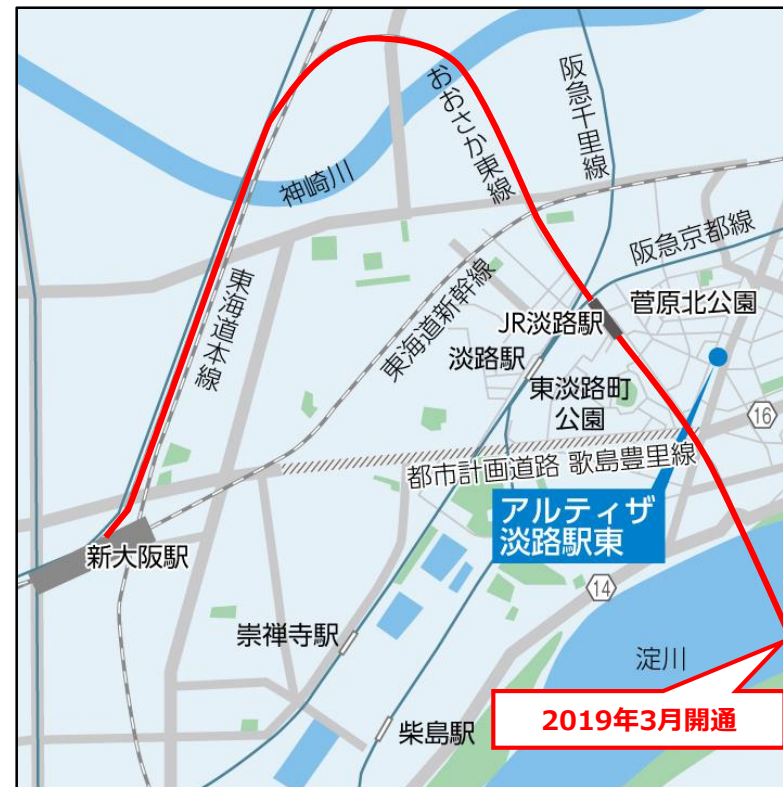 神崎川
おおさか東線
阪急千里線
東海道本線
東海道新幹線
阪急京都線
菅原北公園
JR淡路駅
淡路駅
東淡路町
公園
16
都市計画道路 歌島豊里線
アルティザ
淡路駅東
新大阪駅
14
崇禅寺駅
淀川
柴島駅
2019年3月開通